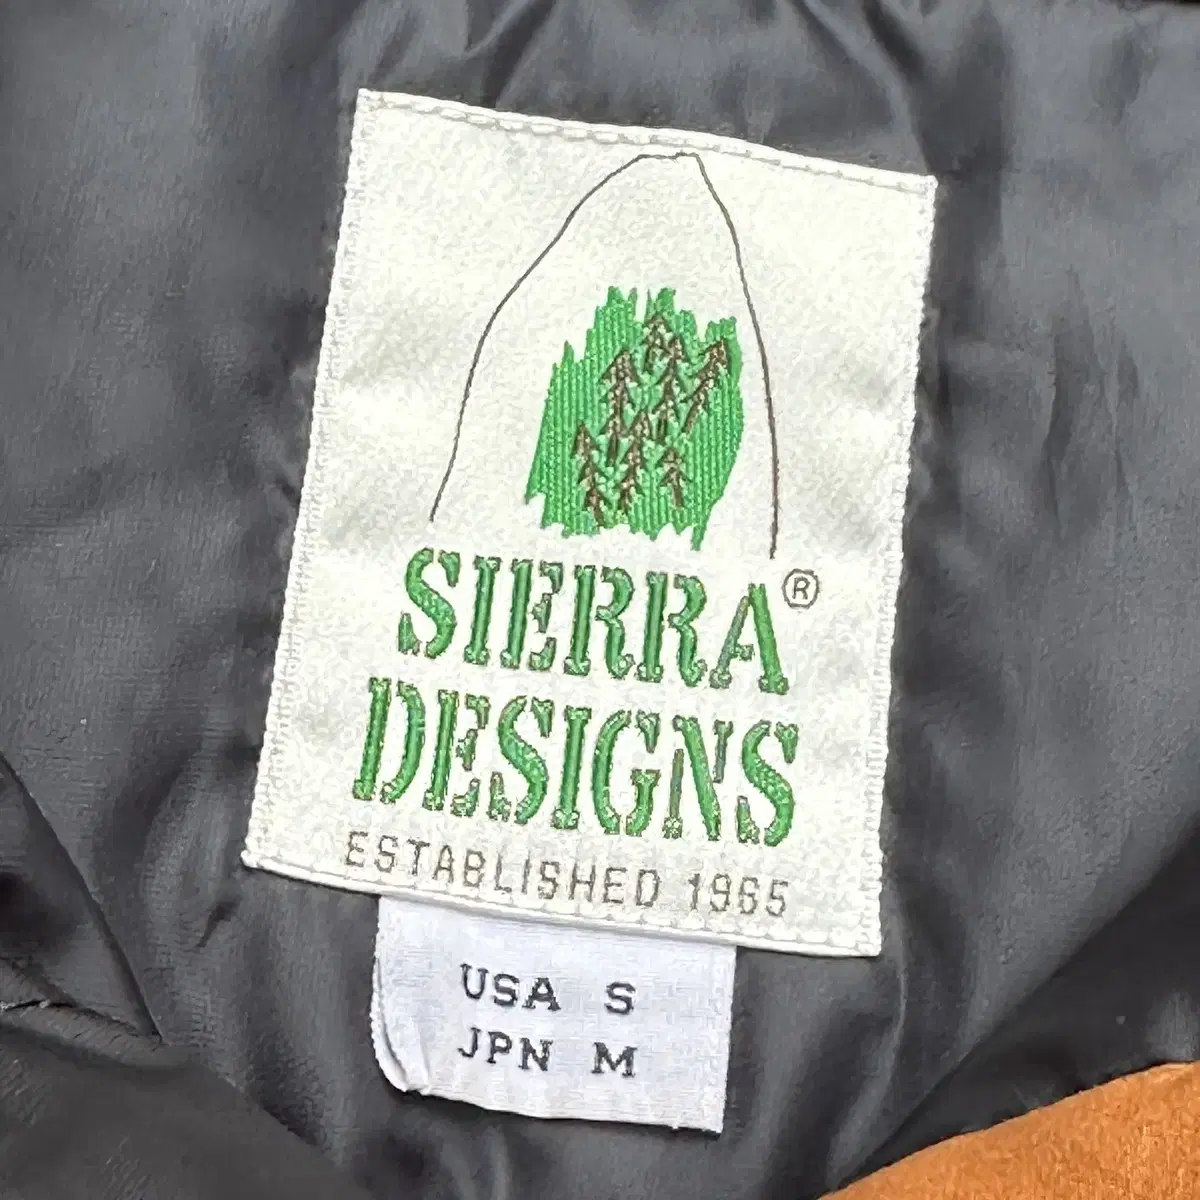 SIERRA®
DESIGNS
ESTABLISHED 1965
USA S
JPN M